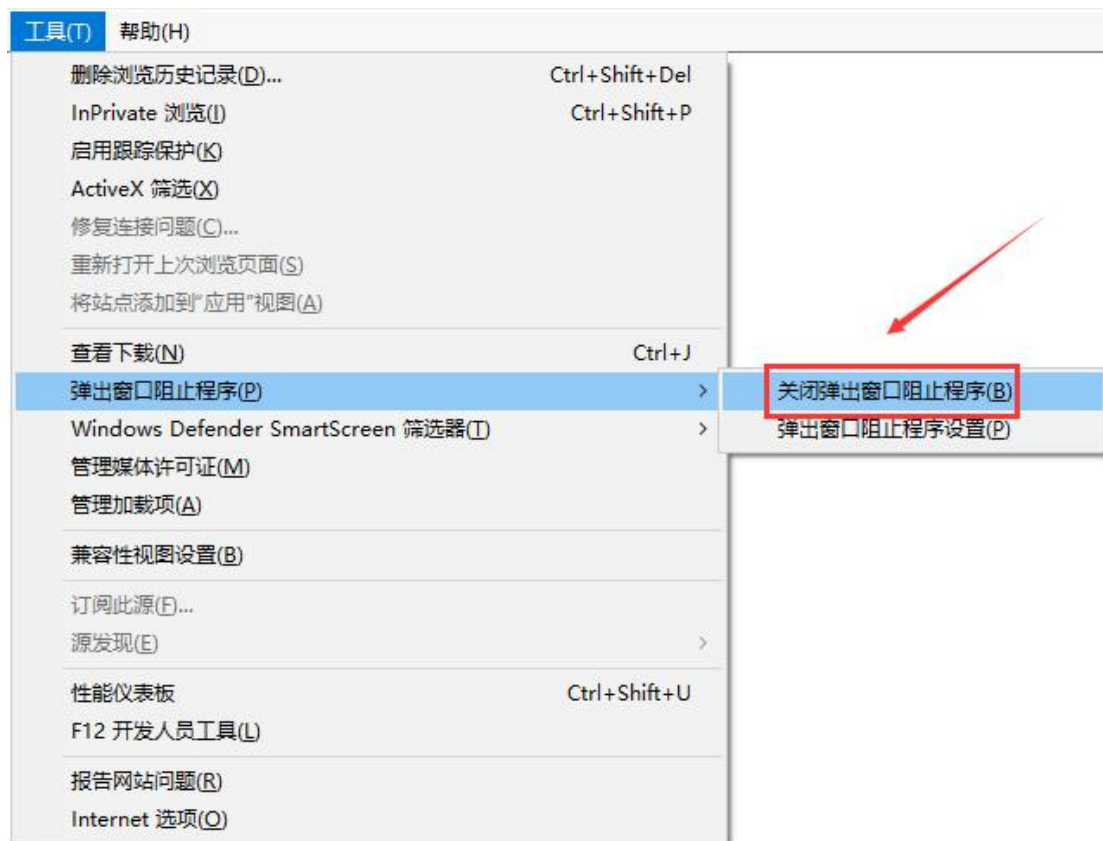 工具(T) 帮助(H)
删除浏览历史记录(D)... Ctrl+Shift+Del
InPrivate 浏览(I) Ctrl+Shift+P
启用跟踪保护(K)
ActiveX 筛选(X)
修复连接问题(C)...
重新打开上次浏览页面(S)
将站点添加到“应用”视图(A)
查看下载(N) Ctrl+J
弹出窗口阻止程序(P) >
关闭弹出窗口阻止程序(B)
Windows Defender SmartScreen 筛选器(T) >
弹出窗口阻止程序设置(P)
管理媒体许可证(M)
管理加载项(A)
兼容性视图设置(B)
订阅此源(F)...
源发现(E) >
性能仪表板 Ctrl+Shift+U
F12 开发人员工具(L)
报告网站问题(R)
Internet 选项(O)